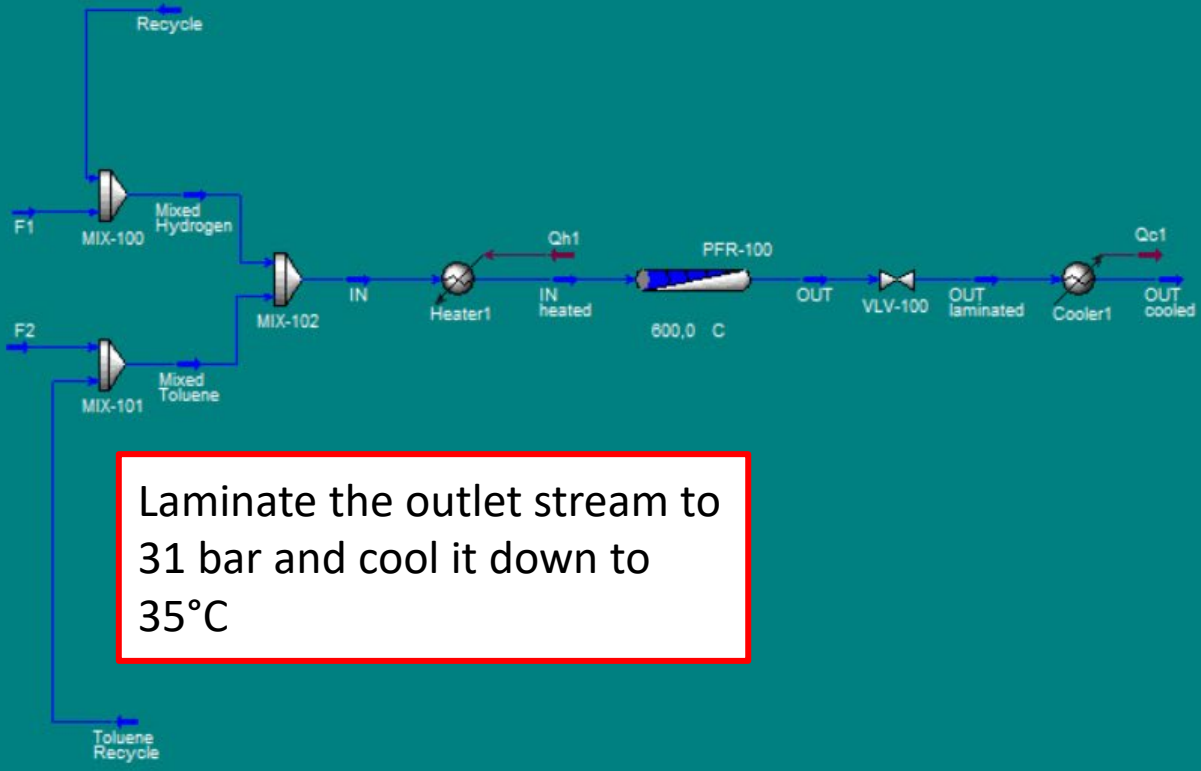 Recycle
F1
MIX-100
Mixed
Hydrogen
F2
MIX-101
Mixed
Toluene
MIX-102
IN
Heater1
Qh1
IN
heated
PFR-100
600,0 C
OUT
VLV-100
OUT
laminated
Cooler1
Qc1
OUT
cooled
Laminate the outlet stream to
31 bar and cool it down to
35°C
Toluene
Recycle